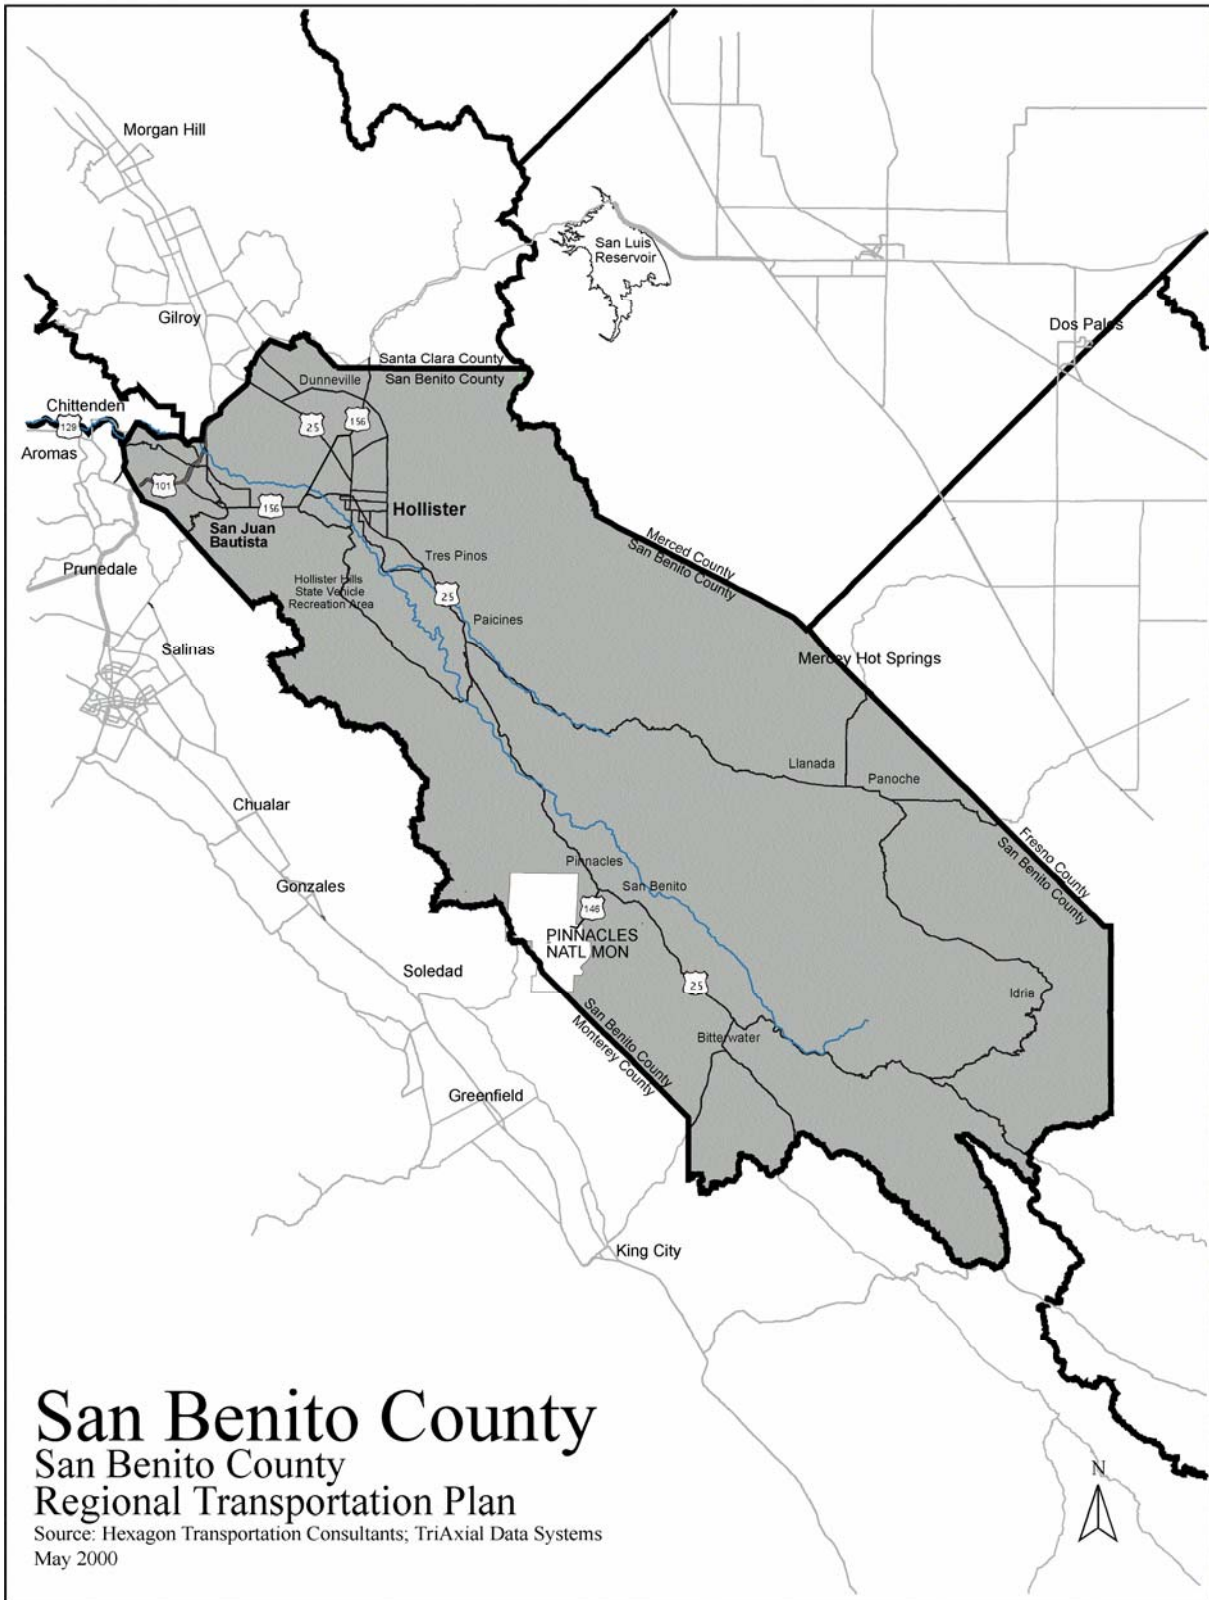 Morgan Hill
San Luis
Reservoir
Gilroy
Dos Palos
Santa Clara County
San Benito County
Dunneville
Chittenden
129
25
156
Aromas
101
156
Hollister
San Juan
Bautista
Merced County
San Benito County
Tres Pinos
Prunedale
Hollister Hills
State Vehicle
Recreation Area
25
Paicines
Salinas
Mercey Hot Springs
Llanada
Panoche
Chualar
Fresno County
San Benito County
Pinnacles
San Benito
Gonzales
146
PINNACLES
NATL MON
Soledad
25
Idria
San Benito County
Monterey County
Bitterwater
Greenfield
King City
San Benito County
San Benito County
Regional Transportation Plan
Source: Hexagon Transportation Consultants; TriAxial Data Systems
May 2000
N